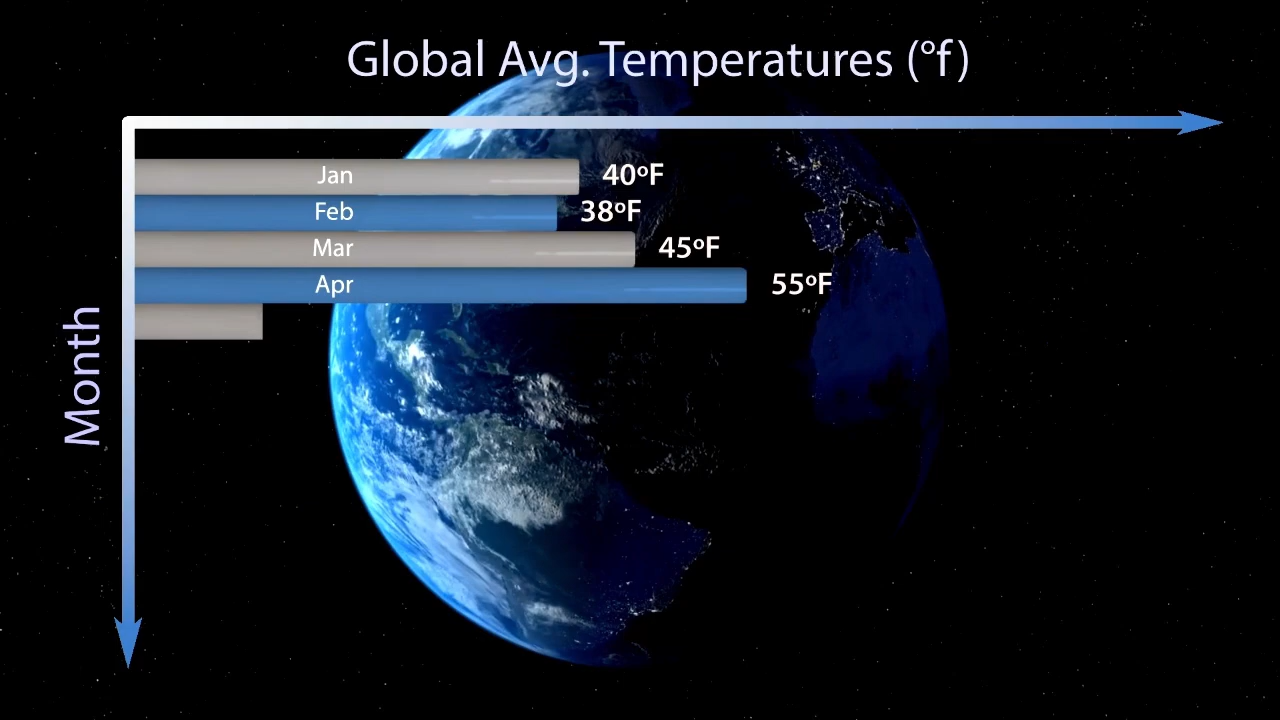 Global Avg. Temperatures (°f)
Jan 40ºF
Feb 38ºF
Mar 45ºF
Apr 55ºF
Month